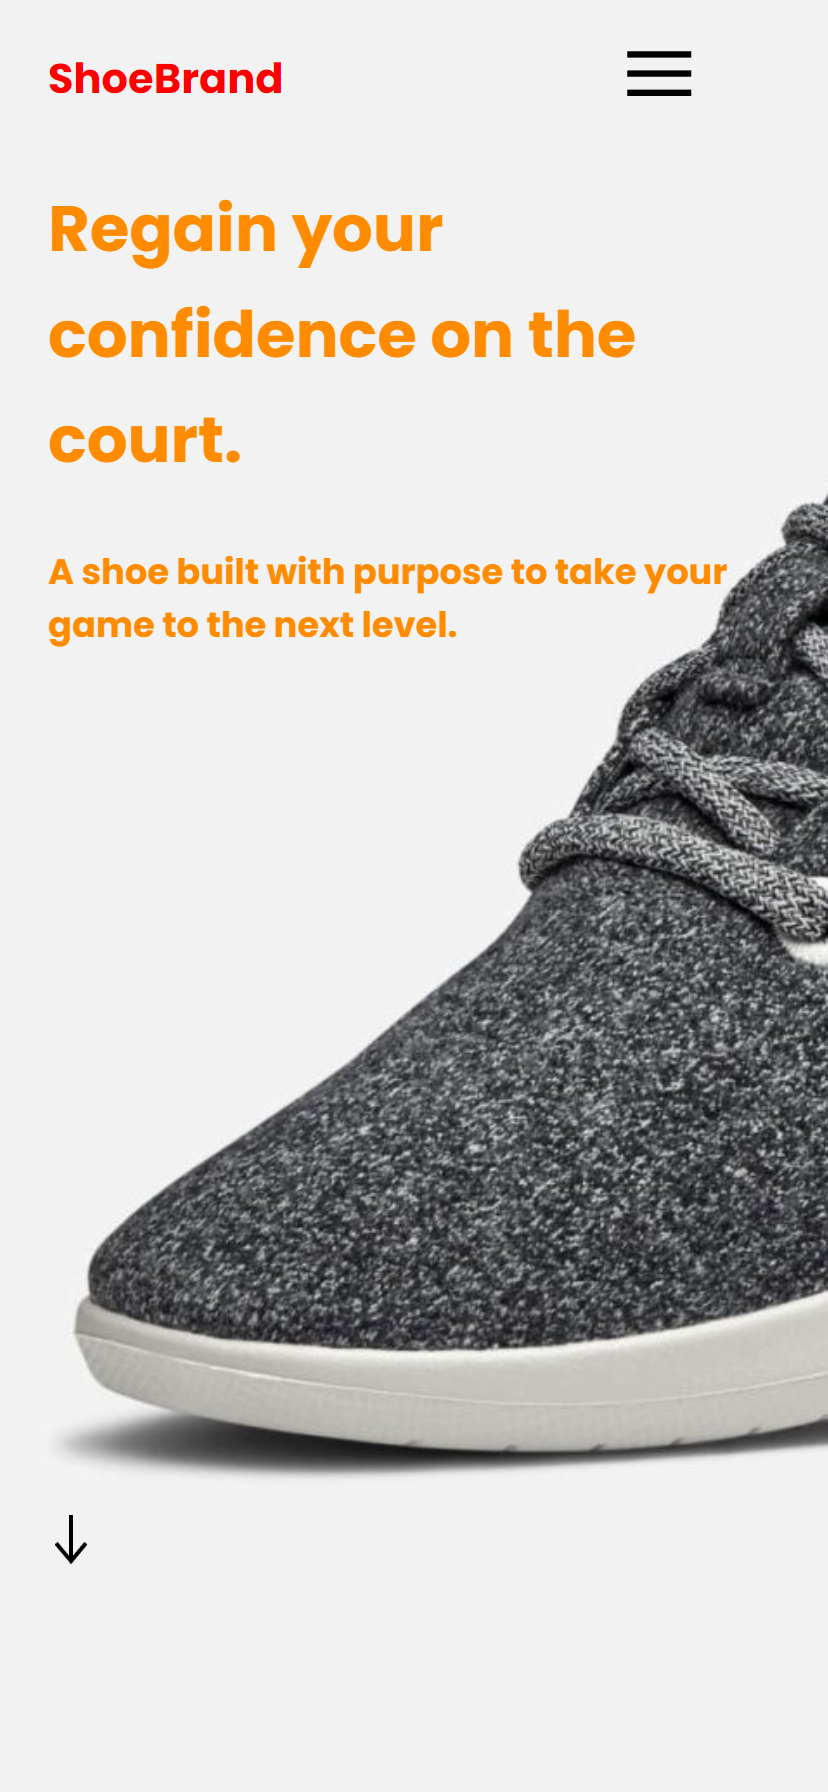 ShoeBrand
Regain your
confidence on the
court.
A shoe built with purpose to take your
game to the next level.